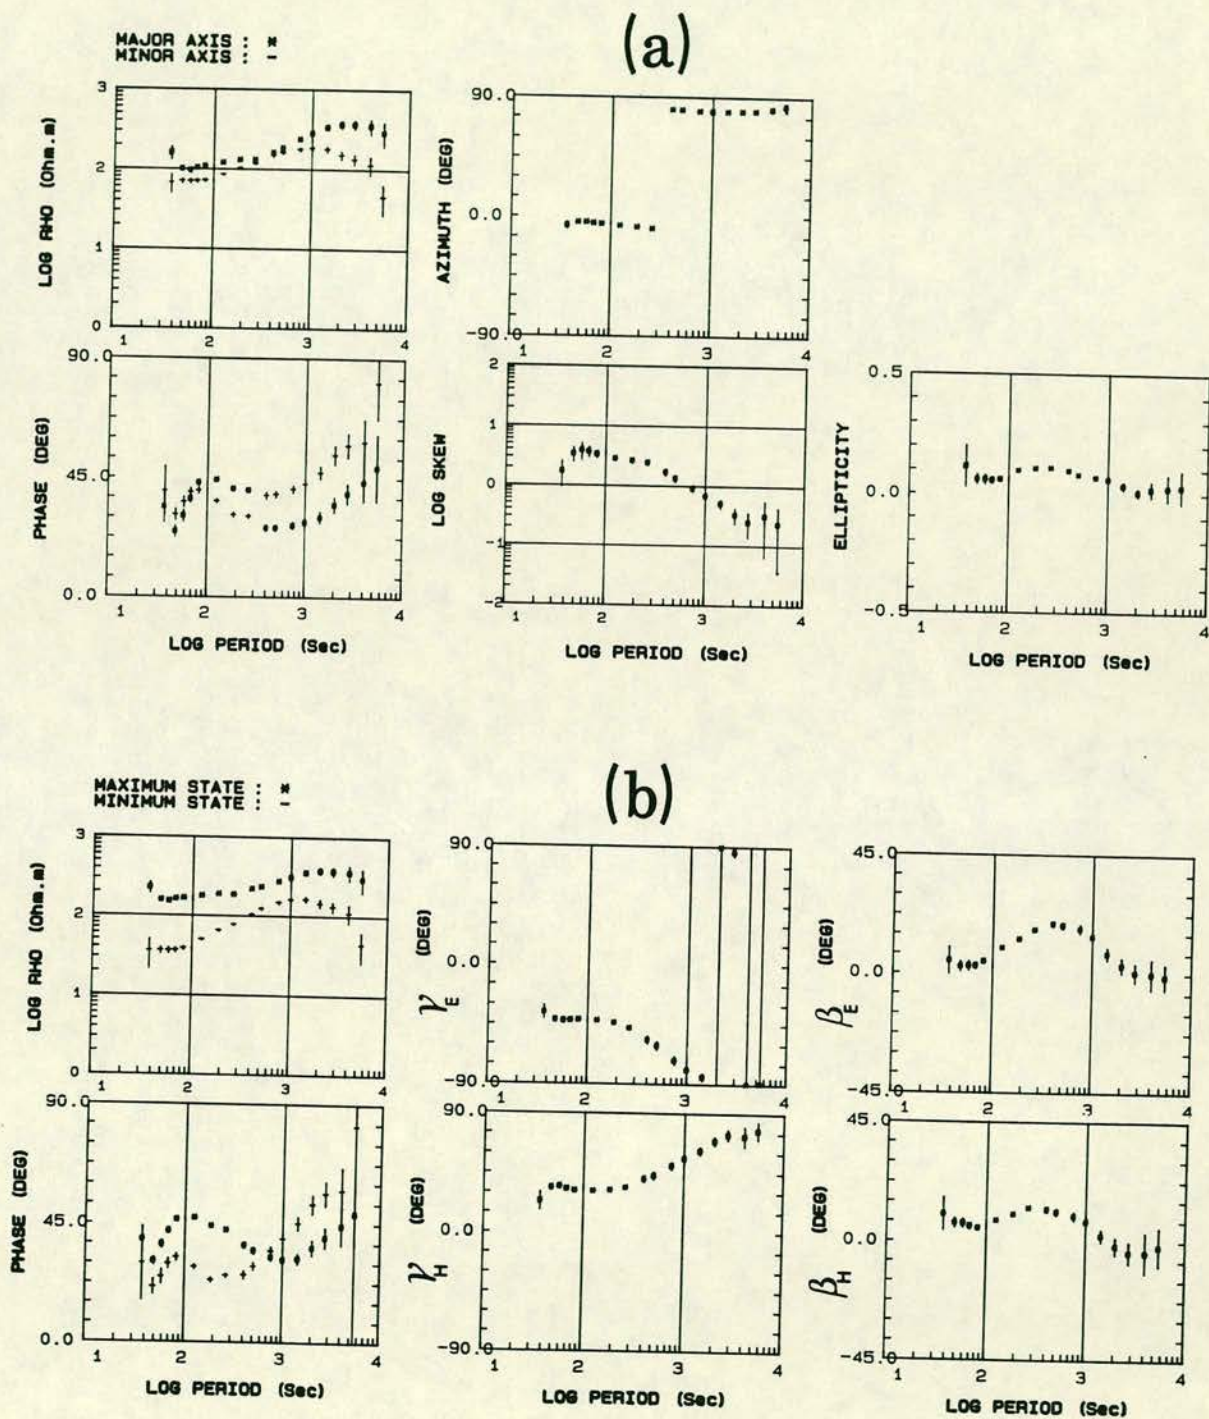 (a)
MAJOR AXIS : *
MINOR AXIS : -
LOG RHO (Ohm.m)
3
2
1
0
1 2 3 4
AZIMUTH (DEG)
90.0
0.0
-90.0
1 2 3 4
PHASE (DEG)
90.0
45.0
0.0
1 2 3 4
LOG PERIOD (Sec)
LOG SKEW
2
1
0
-1
-2
1 2 3 4
LOG PERIOD (Sec)
ELLIPTICITY
0.5
0.0
-0.5
1 2 3 4
LOG PERIOD (Sec)
(b)
MAXIMUM STATE : *
MINIMUM STATE : -
LOG RHO (Ohm.m)
3
2
1
0
1 2 3 4
γE (DEG)
90.0
0.0
-90.0
1 2 3 4
βE (DEG)
45.0
0.0
-45.0
1 2 3 4
PHASE (DEG)
90.0
45.0
0.0
1 2 3 4
LOG PERIOD (Sec)
γH (DEG)
90.0
0.0
-90.0
1 2 3 4
LOG PERIOD (Sec)
βH (DEG)
45.0
0.0
-45.0
1 2 3 4
LOG PERIOD (Sec)